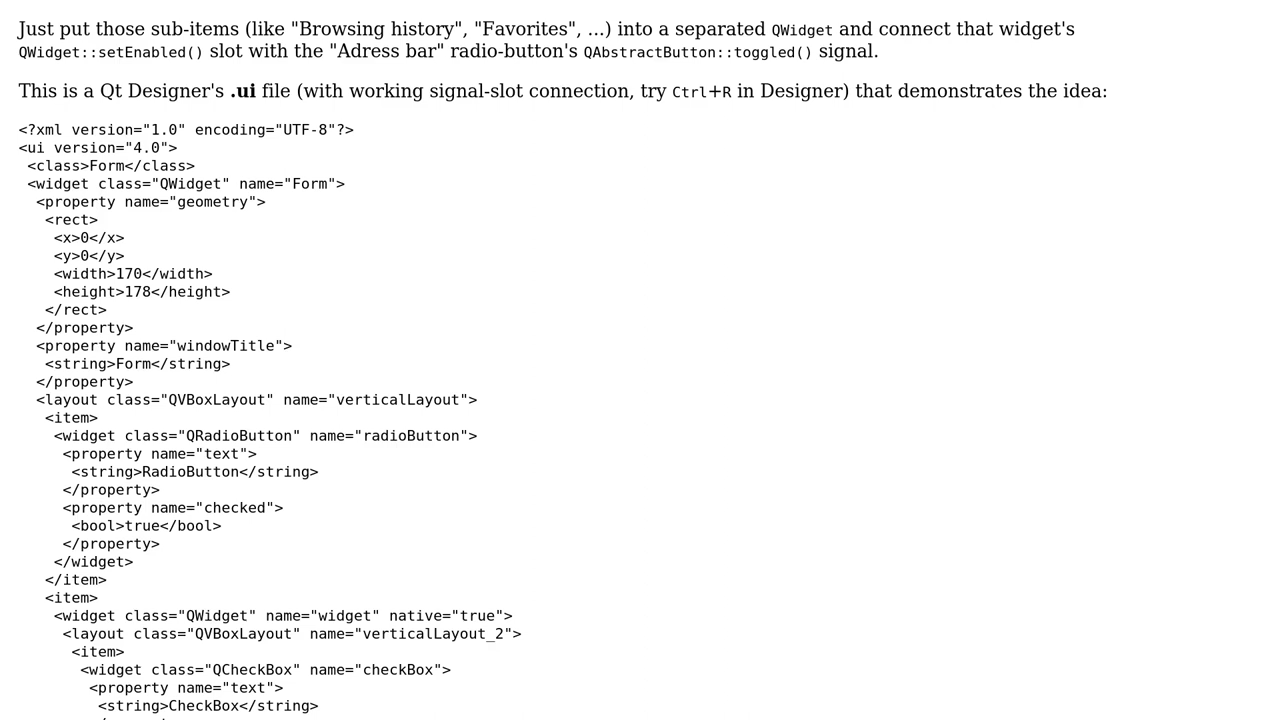 Just put those sub-items (like "Browsing history", "Favorites", ...) into a separated QWidget and connect that widget's
QWidget::setEnabled() slot with the "Adress bar" radio-button's QAbstractButton::toggled() signal.
This is a Qt Designer's .ui file (with working signal-slot connection, try Ctrl+R in Designer) that demonstrates the idea:
<?xml version="1.0" encoding="UTF-8"?>
<ui version="4.0">
 <class>Form</class>
 <widget class="QWidget" name="Form">
  <property name="geometry">
   <rect>
    <x>0</x>
    <y>0</y>
    <width>170</width>
    <height>178</height>
   </rect>
  </property>
  <property name="windowTitle">
   <string>Form</string>
  </property>
  <layout class="QVBoxLayout" name="verticalLayout">
   <item>
    <widget class="QRadioButton" name="radioButton">
     <property name="text">
      <string>RadioButton</string>
     </property>
     <property name="checked">
      <bool>true</bool>
     </property>
    </widget>
   </item>
   <item>
    <widget class="QWidget" name="widget" native="true">
     <layout class="QVBoxLayout" name="verticalLayout_2">
      <item>
       <widget class="QCheckBox" name="checkBox">
        <property name="text">
         <string>CheckBox</string>